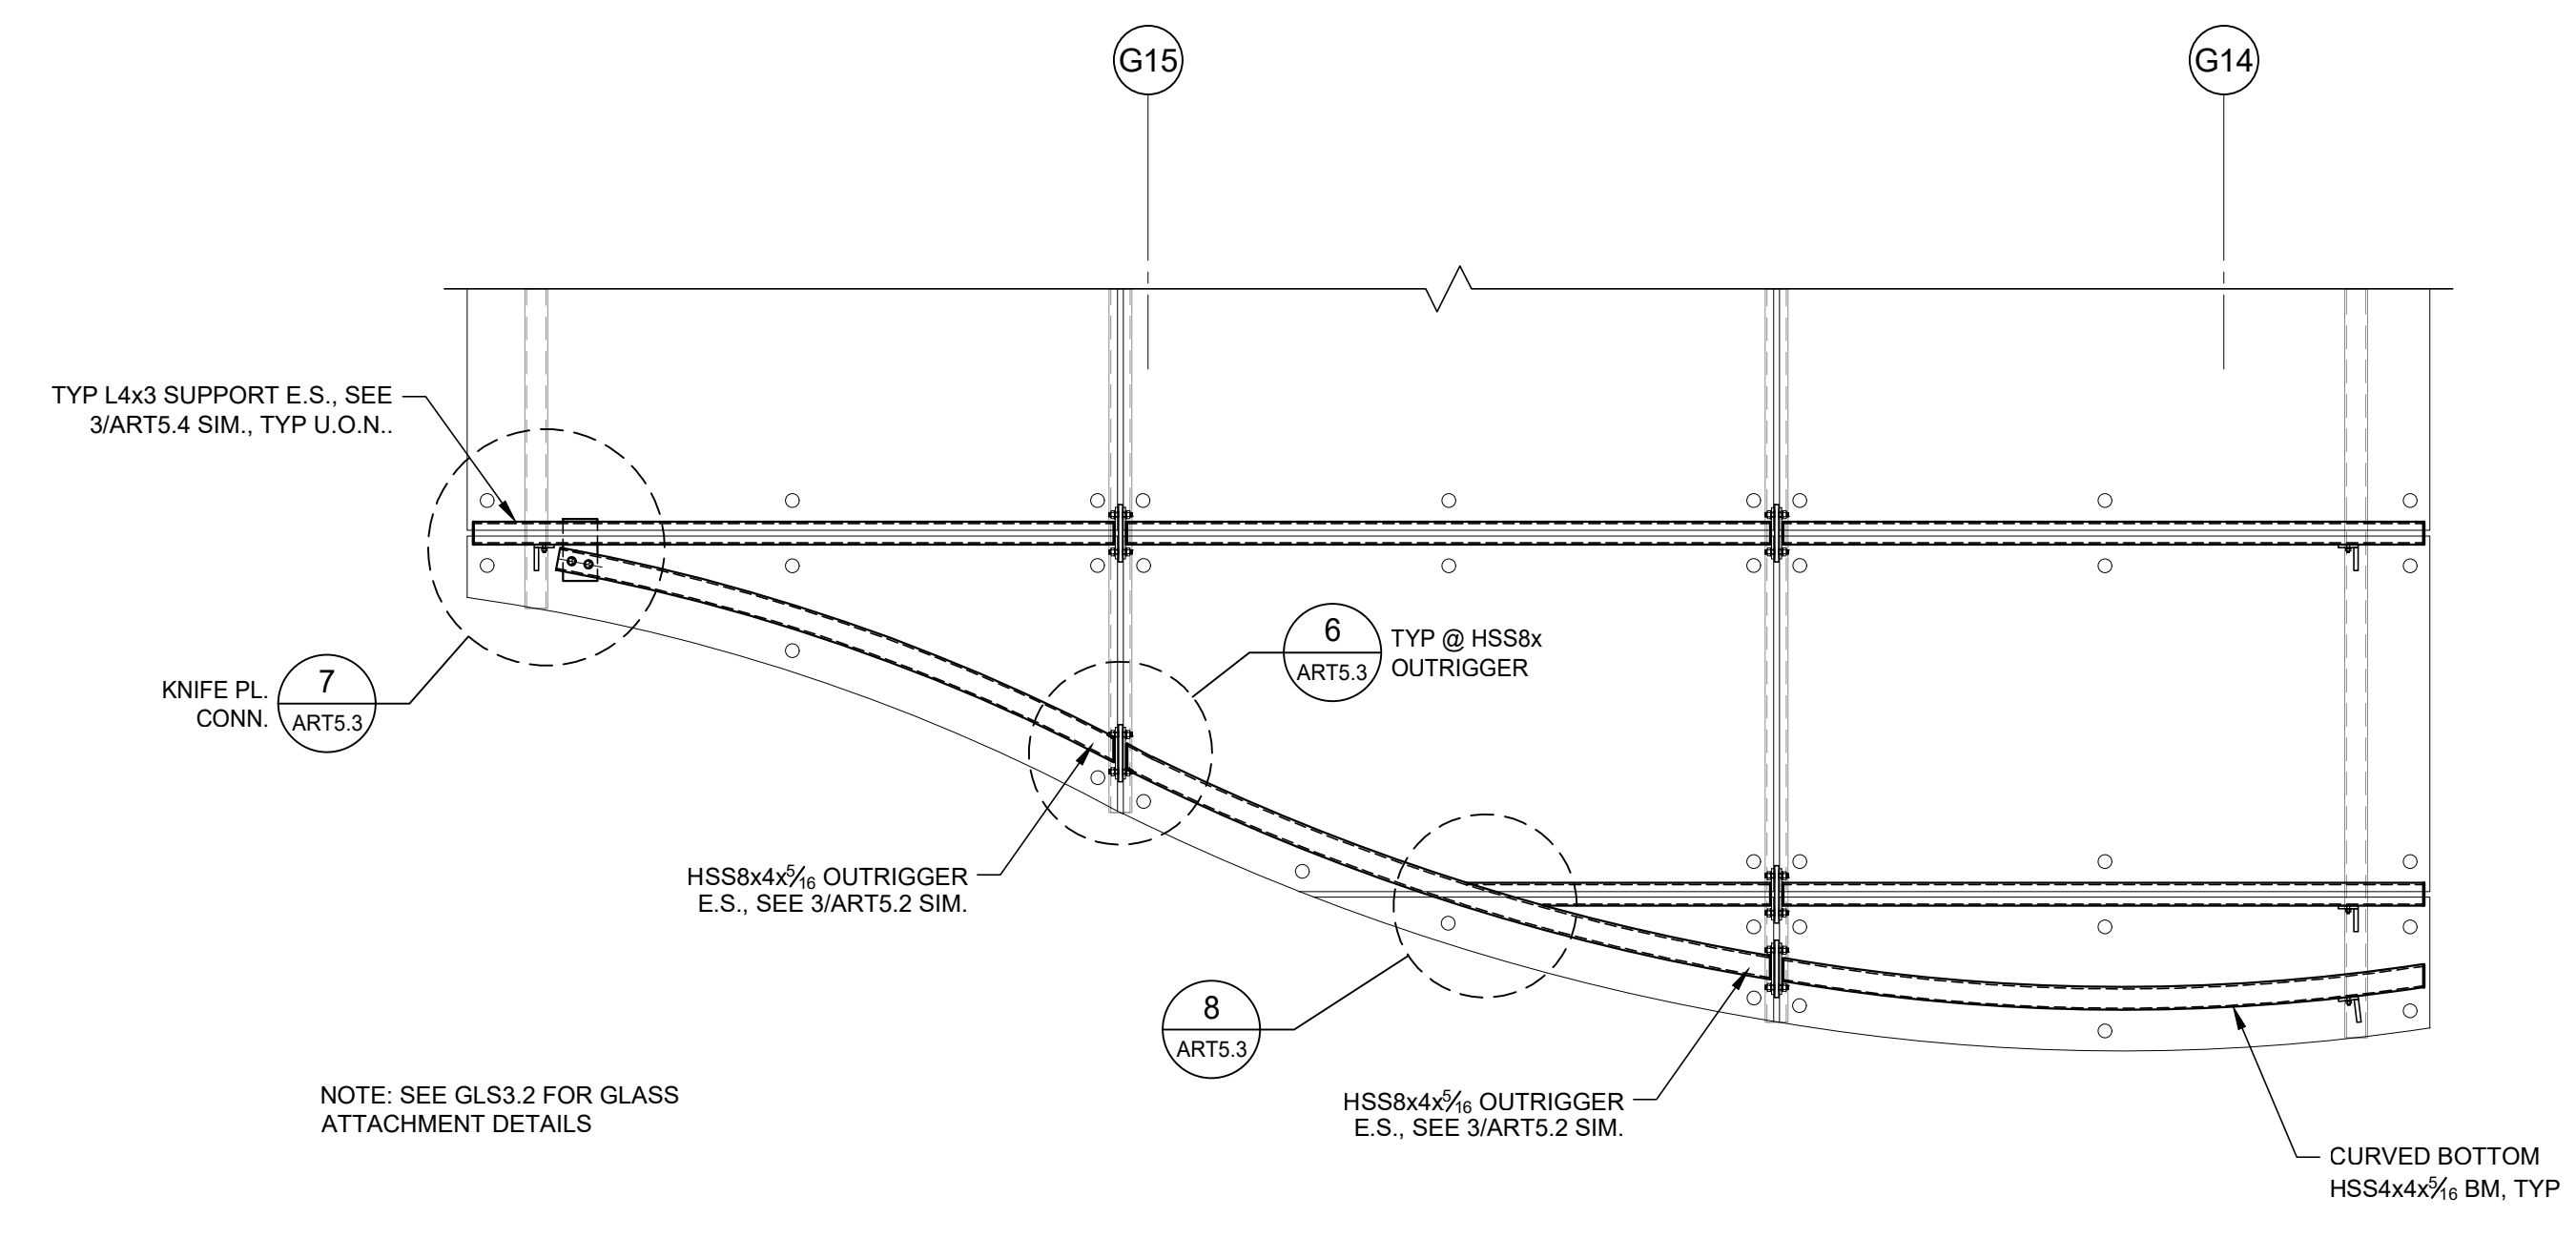 G15
G14
TYP L4x3 SUPPORT E.S., SEE
3/ART5.4 SIM., TYP U.O.N..
6
ART5.3
TYP @ HSS8x
OUTRIGGER
KNIFE PL.
CONN.
7
ART5.3
HSS8x4x5⁄16 OUTRIGGER
E.S., SEE 3/ART5.2 SIM.
8
ART5.3
NOTE: SEE GLS3.2 FOR GLASS
ATTACHMENT DETAILS
HSS8x4x5⁄16 OUTRIGGER
E.S., SEE 3/ART5.2 SIM.
CURVED BOTTOM
HSS4x4x5⁄16 BM, TYP